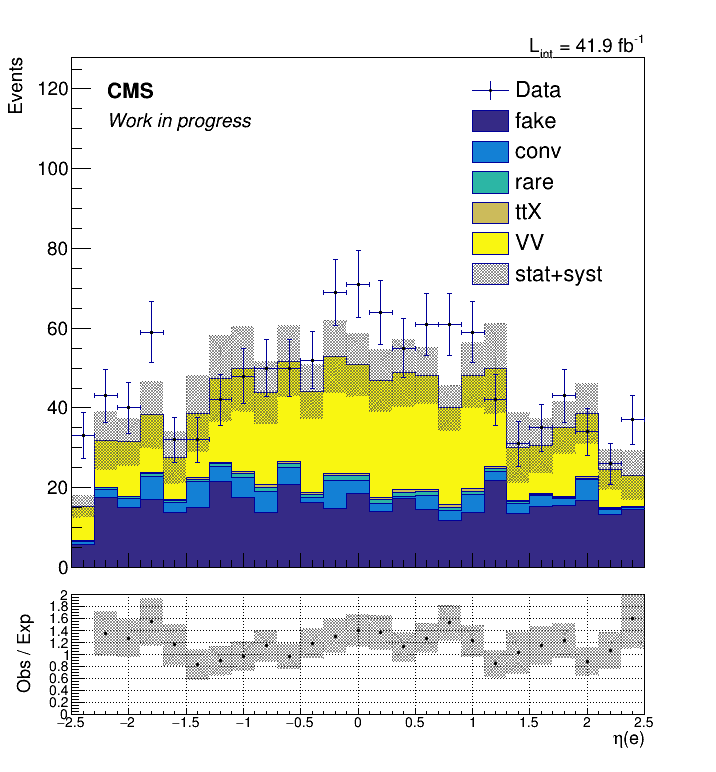 L_int = 41.9 fb⁻¹
Events
120
100
80
60
40
20
0
CMS
Work in progress
Data
fake
conv
rare
ttX
VV
stat+syst
Obs / Exp
2
1.8
1.6
1.4
1.2
1
0.8
0.6
0.4
0.2
0
−2.5 −2 −1.5 −1 −0.5 0 0.5 1 1.5 2 2.5
η(e)